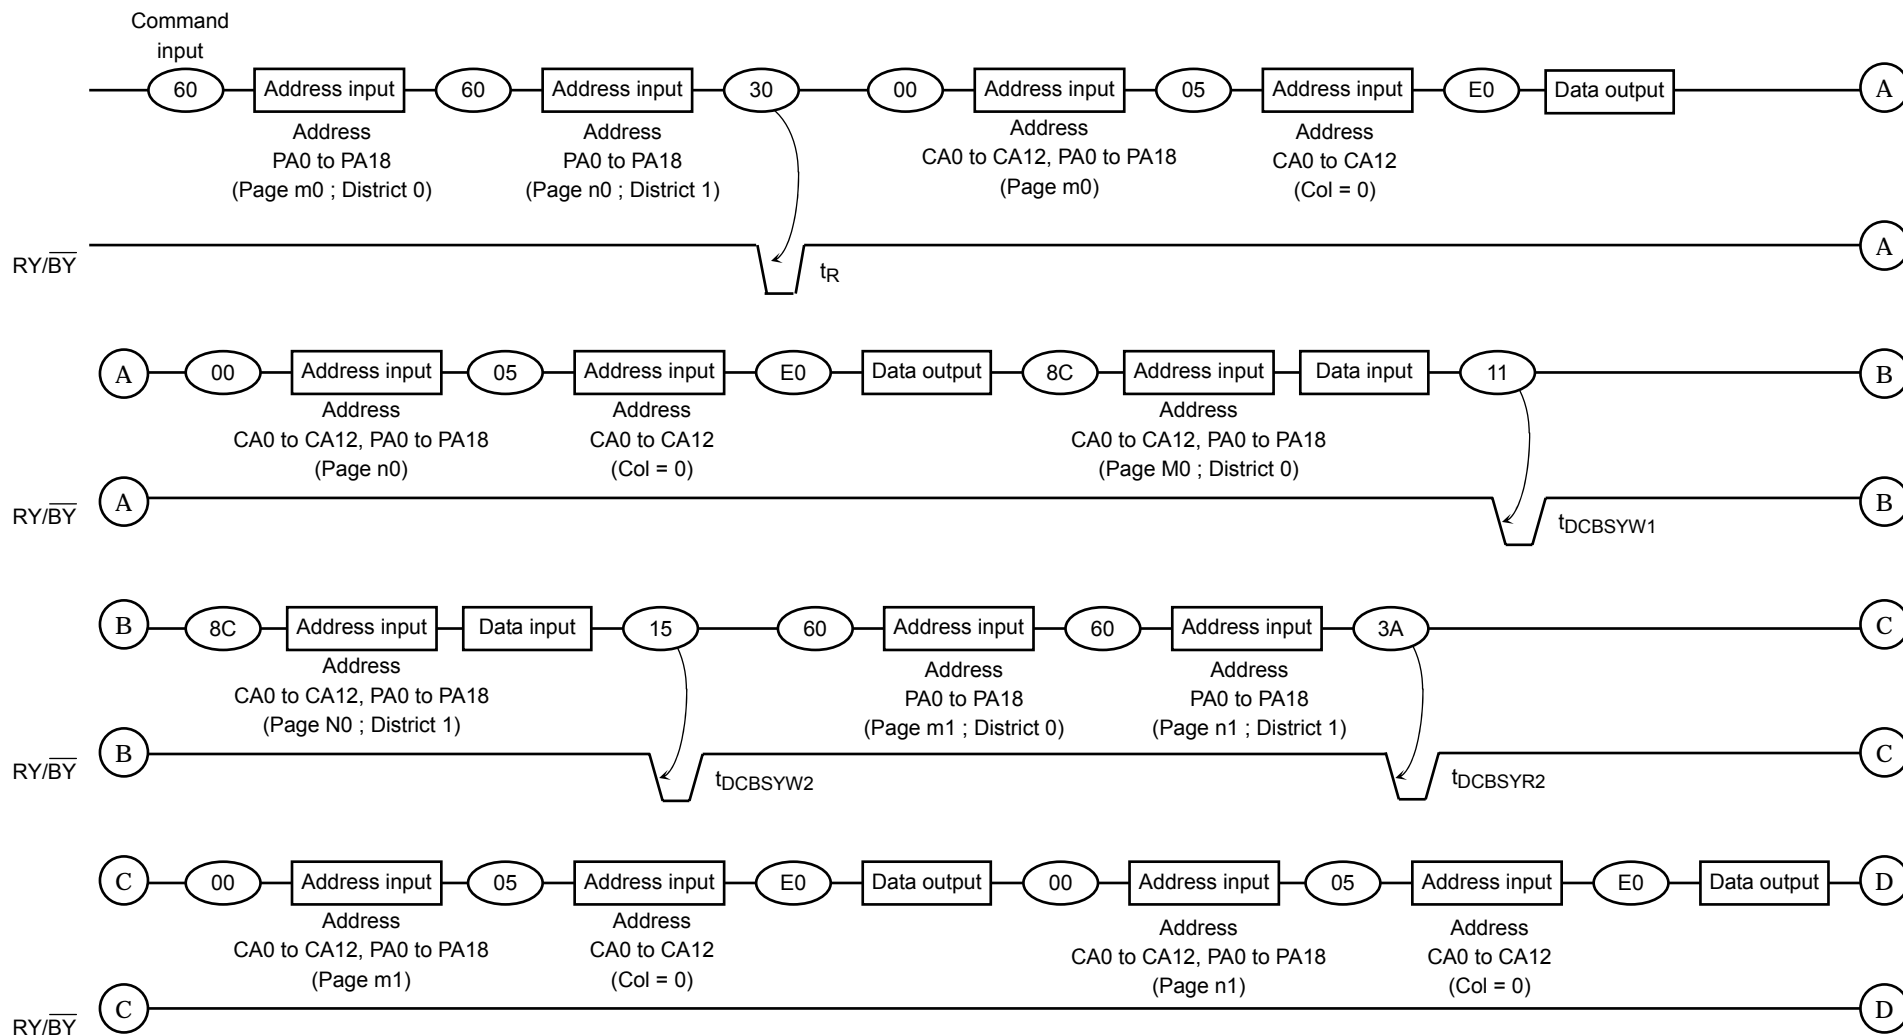 Command
input
60 Address input 60 Address input 30 00 Address input 05 Address input E0 Data output A
Address
PA0 to PA18
(Page m0 ; District 0)
Address
PA0 to PA18
(Page n0 ; District 1)
Address
CA0 to CA12, PA0 to PA18
(Page m0)
Address
CA0 to CA12
(Col = 0)
RY/B̅Y̅ tR A
A 00 Address input 05 Address input E0 Data output 8C Address input Data input 11 B
Address
CA0 to CA12, PA0 to PA18
(Page n0)
Address
CA0 to CA12
(Col = 0)
Address
CA0 to CA12, PA0 to PA18
(Page M0 ; District 0)
RY/B̅Y̅ A tDCBSYW1 B
B 8C Address input Data input 15 60 Address input 60 Address input 3A C
Address
CA0 to CA12, PA0 to PA18
(Page N0 ; District 1)
Address
PA0 to PA18
(Page m1 ; District 0)
Address
PA0 to PA18
(Page n1 ; District 1)
RY/B̅Y̅ B tDCBSYW2 tDCBSYR2 C
C 00 Address input 05 Address input E0 Data output 00 Address input 05 Address input E0 Data output D
Address
CA0 to CA12, PA0 to PA18
(Page m1)
Address
CA0 to CA12
(Col = 0)
Address
CA0 to CA12, PA0 to PA18
(Page n1)
Address
CA0 to CA12
(Col = 0)
RY/B̅Y̅ C D